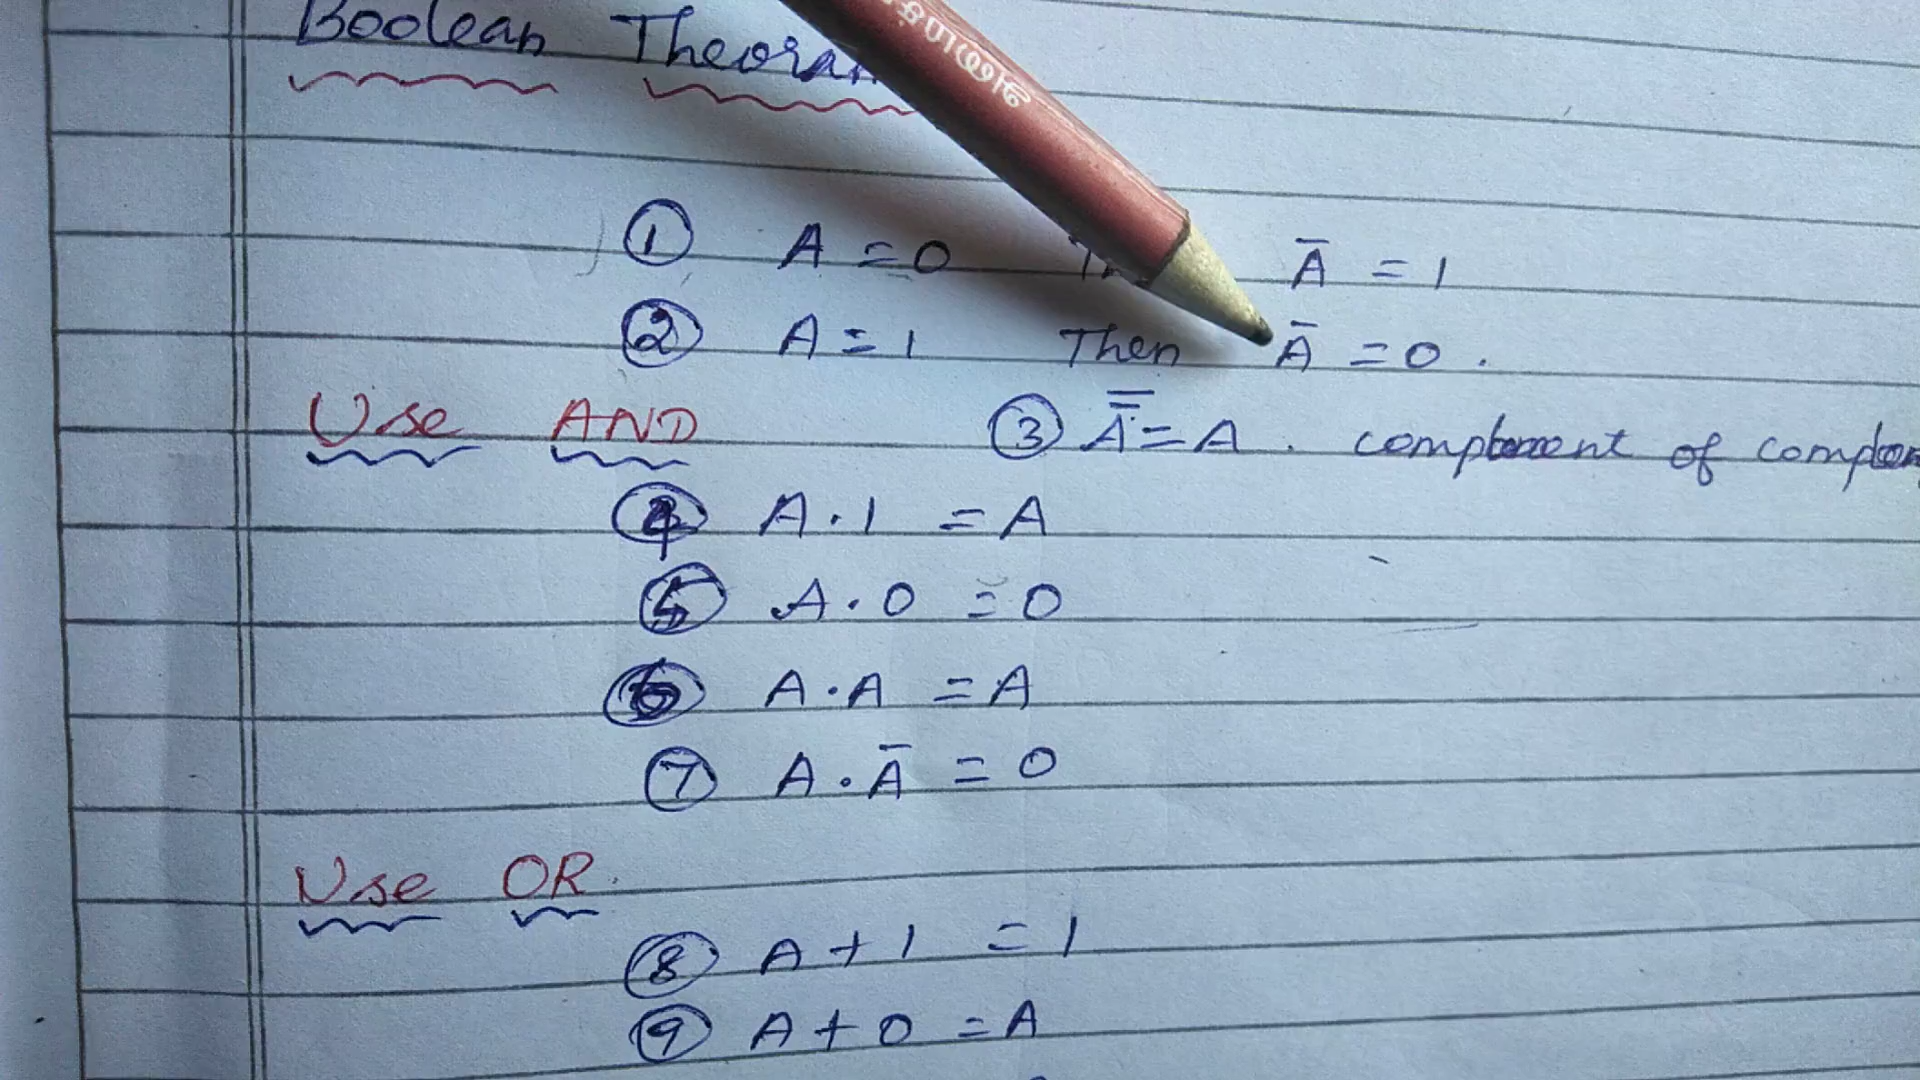 Boolean Theoram
① A = 0 Ā = 1
② A = 1 Then Ā = 0 .
Use AND
③ A̿ = A . complement of
④ A . 1 = A
⑤ A . 0 = 0
⑥ A . A = A
⑦ A . Ā = 0
Use OR
⑧ A + 1 = 1
⑨ A + 0 = A